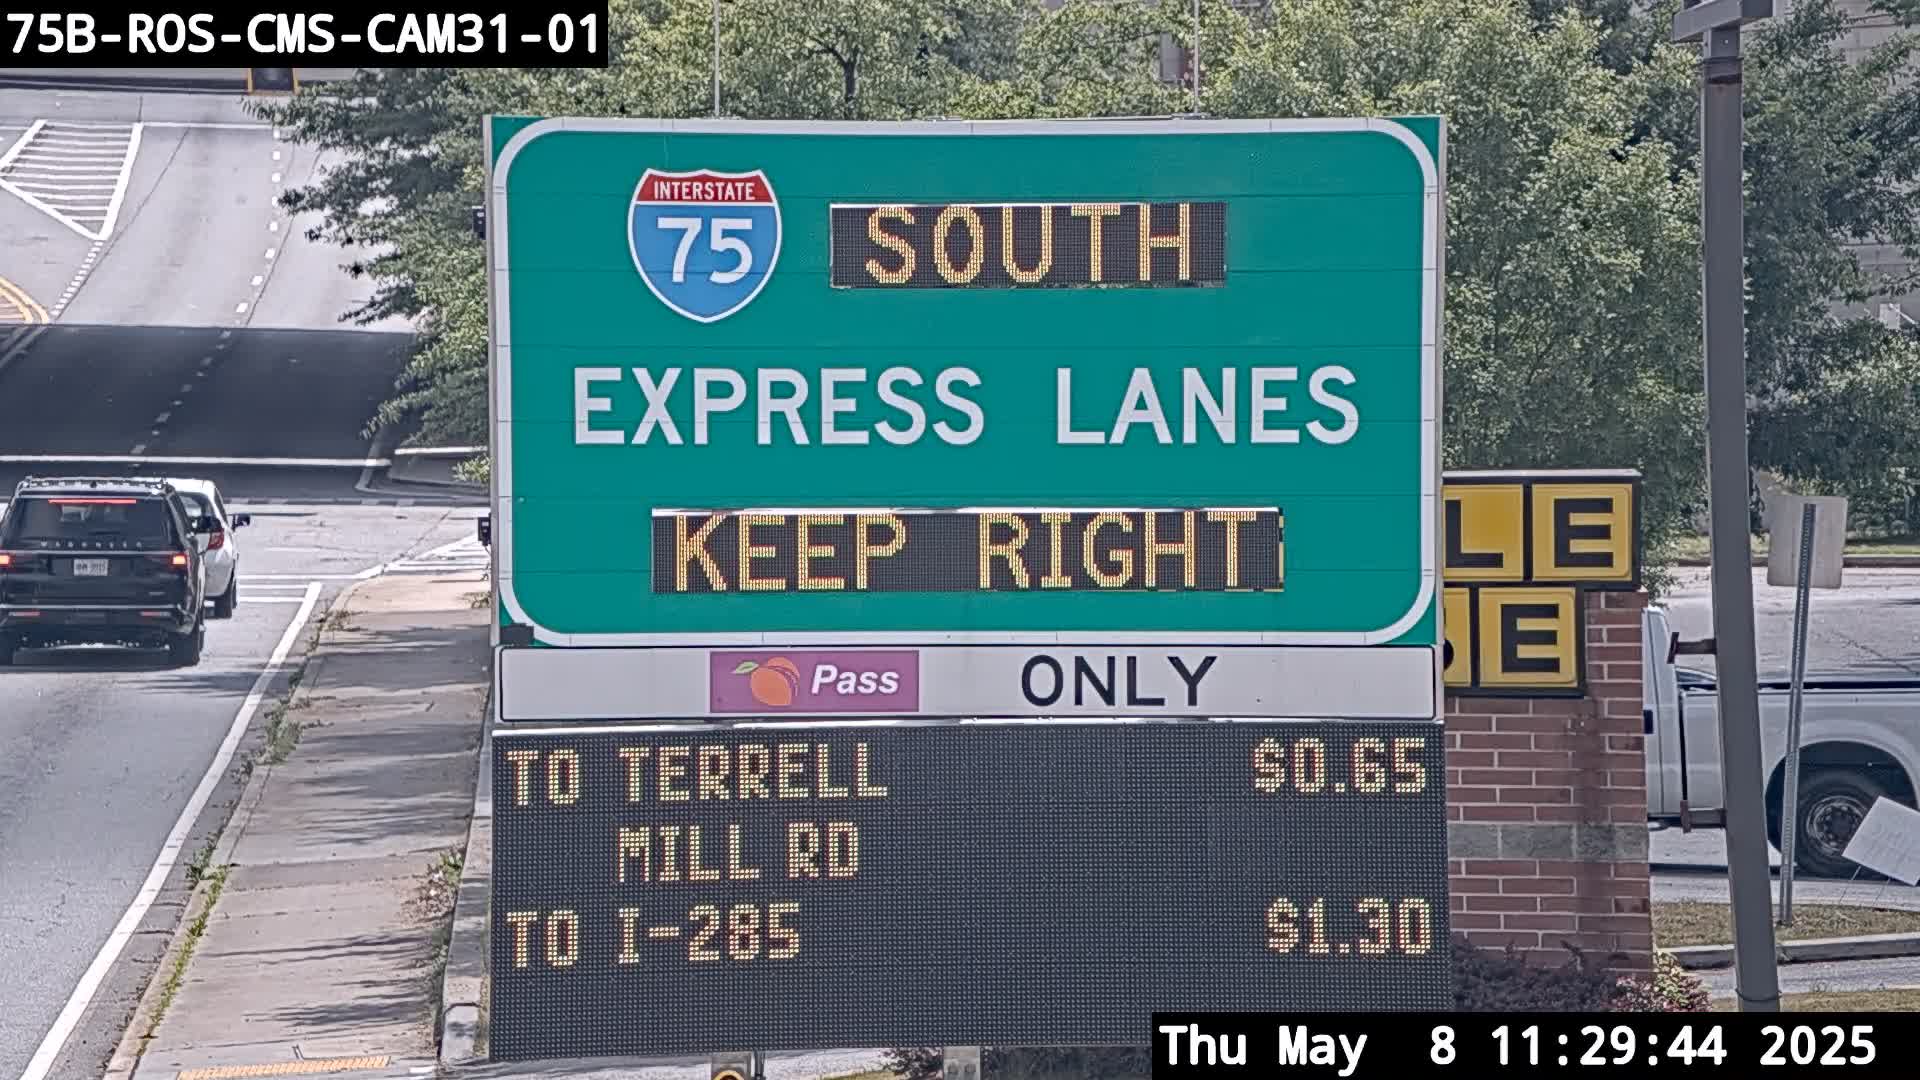 75B-ROS-CMS-CAM31-01
INTERSTATE
75
SOUTH
EXPRESS LANES
KEEP RIGHT
Pass ONLY
TO TERRELL $0.65
MILL RD
TO I-285 $1.30
LE
E
Thu May 8 11:29:44 2025